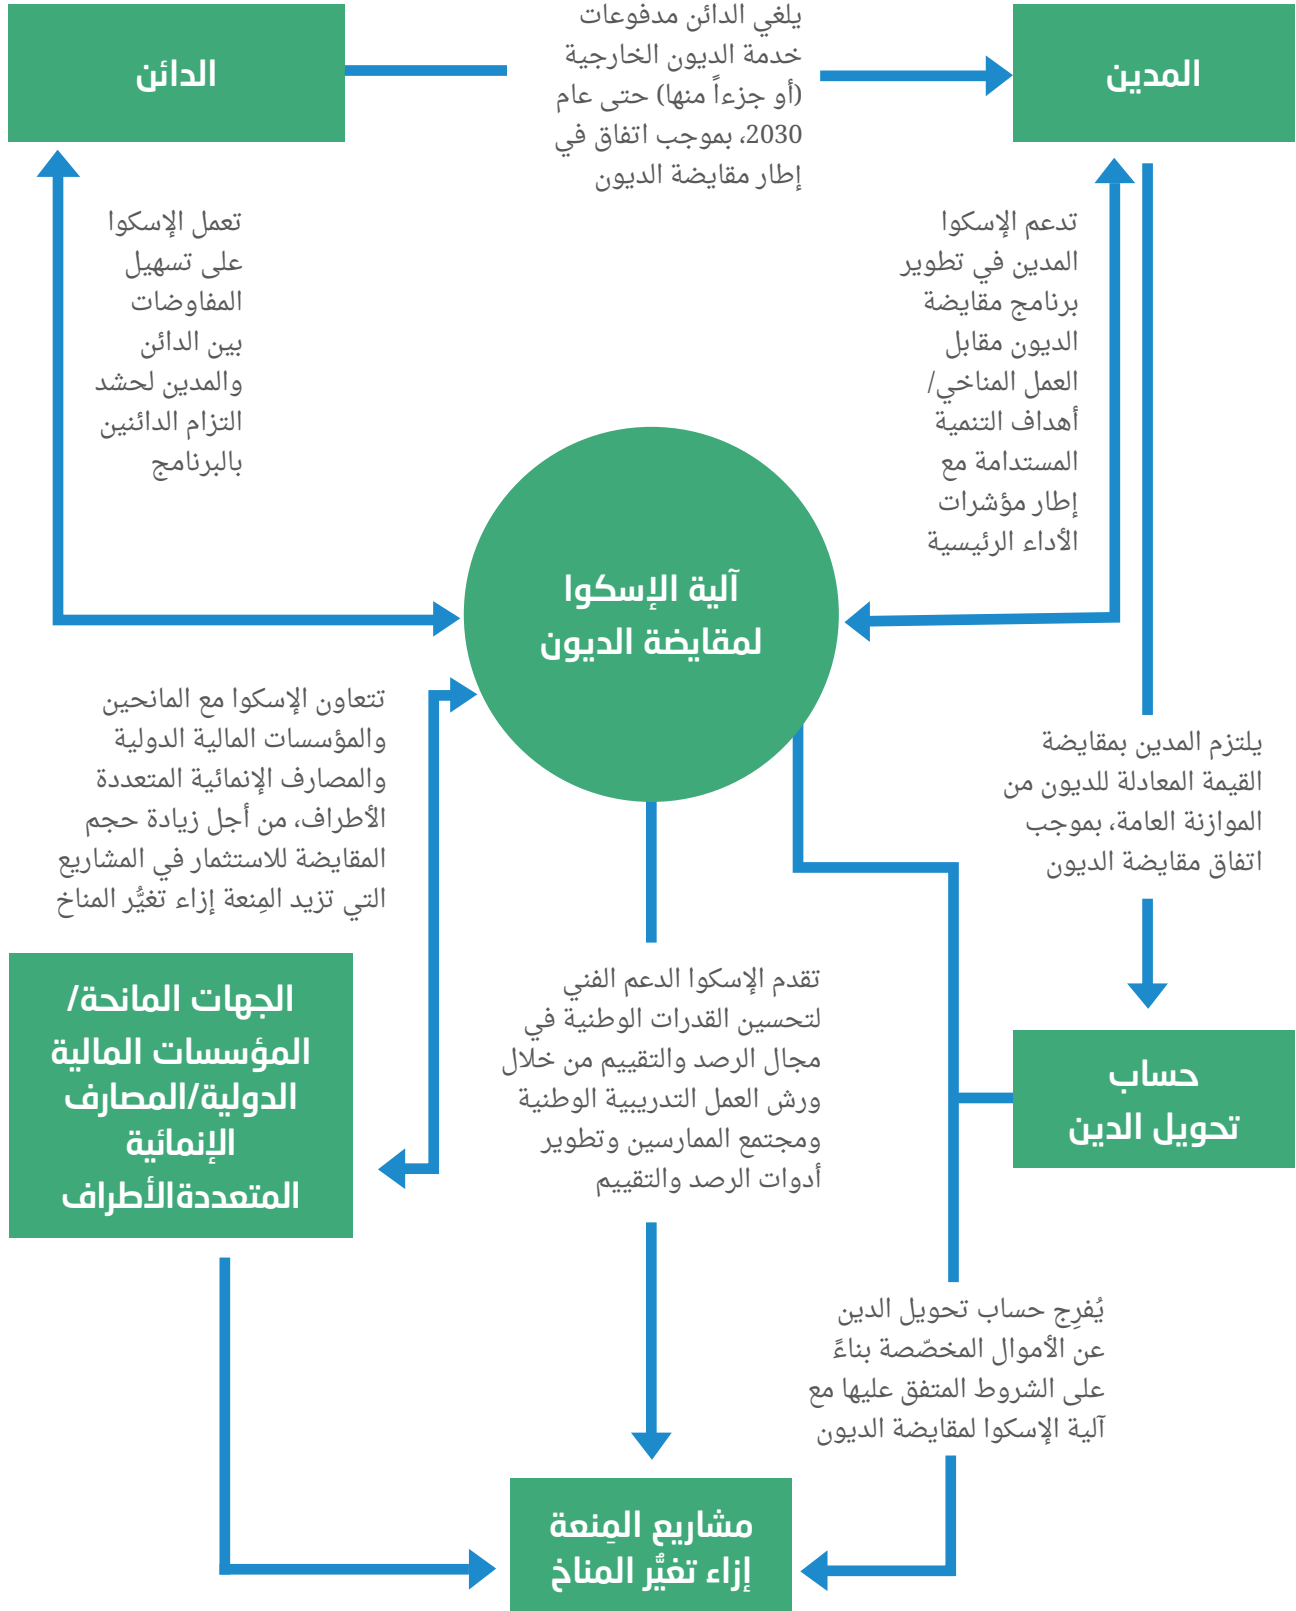 المدين
يلغي الدائن مدفوعات
خدمة الديون الخارجية
(أو جزءاً منها) حتى عام
2030، بموجب اتفاق في
إطار مقايضة الديون
الدائن
تدعم الإسكوا
المدين في تطوير
برنامج مقايضة
الديون مقابل
العمل المناخي/
أهداف التنمية
المستدامة مع
إطار مؤشرات
الأداء الرئيسية
تعمل الإسكوا
على تسهيل
المفاوضات
بين الدائن
والمدين لحشد
التزام الدائنين
بالبرنامج
آلية الإسكوا
لمقايضة الديون
يلتزم المدين بمقايضة
القيمة المعادلة للديون من
الموازنة العامة، بموجب
اتفاق مقايضة الديون
تتعاون الإسكوا مع المانحين
والمؤسسات المالية الدولية
والمصارف الإنمائية المتعددة
الأطراف، من أجل زيادة حجم
المقايضة للاستثمار في المشاريع
التي تزيد المِنعة إزاء تغيُّر المناخ
حساب
تحويل الدين
تقدم الإسكوا الدعم الفني
لتحسين القدرات الوطنية في
مجال الرصد والتقييم من خلال
ورش العمل التدريبية الوطنية
ومجتمع الممارسين وتطوير
أدوات الرصد والتقييم
الجهات المانحة/
المؤسسات المالية
الدولية/المصارف
الإنمائية
المتعددةالأطراف
يُفرِج حساب تحويل الدين
عن الأموال المخصّصة بناءً
على الشروط المتفق عليها مع
آلية الإسكوا لمقايضة الديون
مشاريع المِنعة
إزاء تغيُّر المناخ